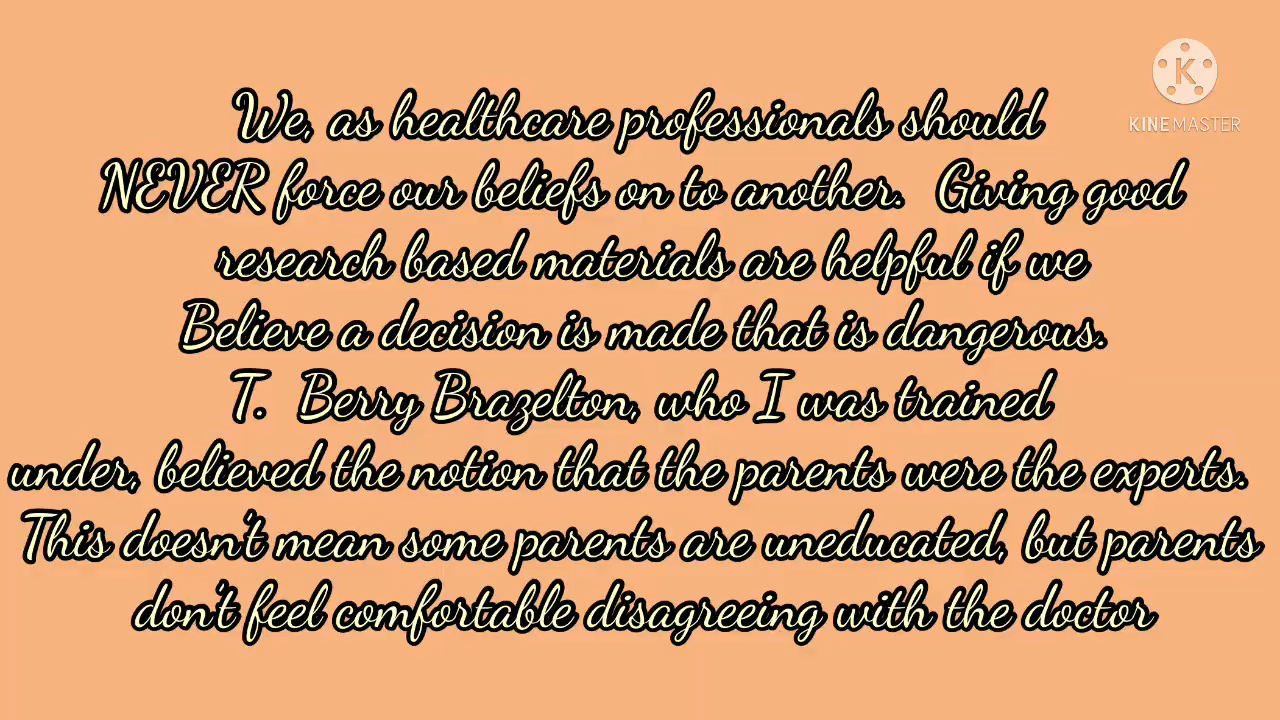 K
KINEMASTER
We, as healthcare professionals should
NEVER force our beliefs on to another.  Giving good
research based materials are helpful if we
Believe a decision is made that is dangerous.
T.  Berry Brazelton, who I was trained
under, believed the notion that the parents were the experts.
This doesn't mean some parents are uneducated, but parents
don't feel comfortable disagreeing with the doctor